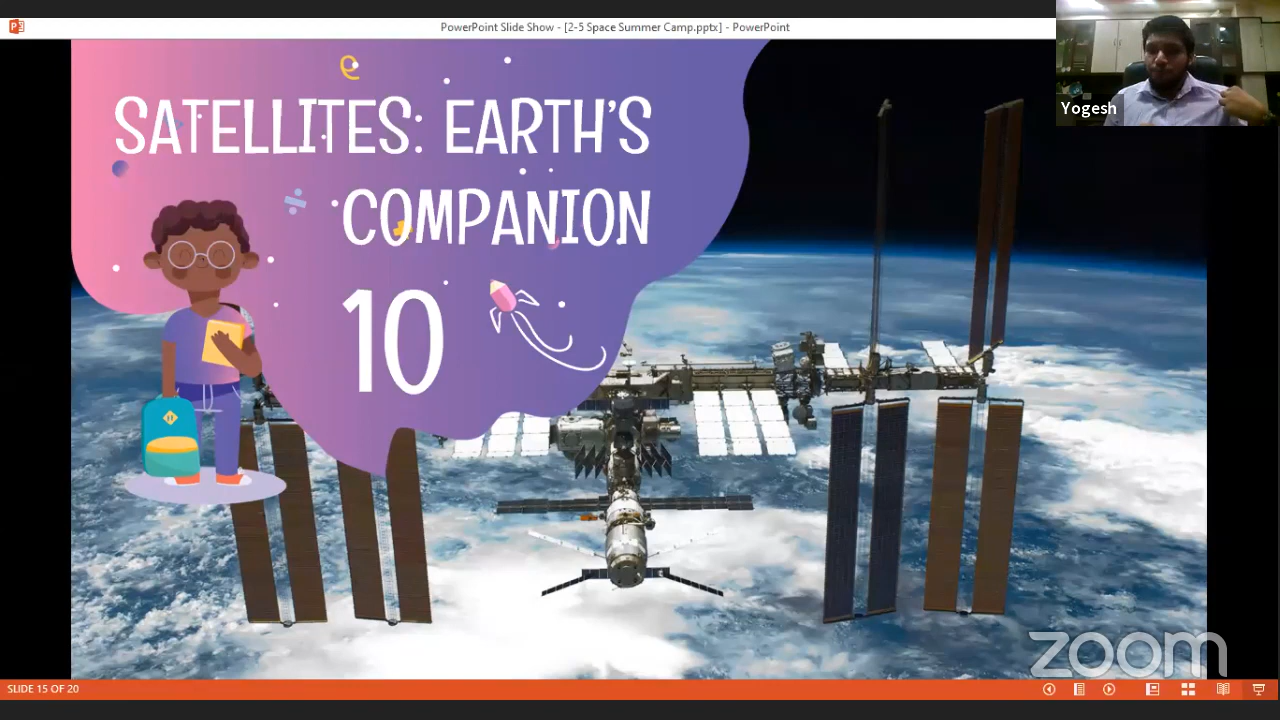 PowerPoint Slide Show - [2-5 Space Summer Camp.pptx] - PowerPoint
Yogesh
SATELLITES: EARTH'S
COMPANION
10
zoom
SLIDE 15 OF 20